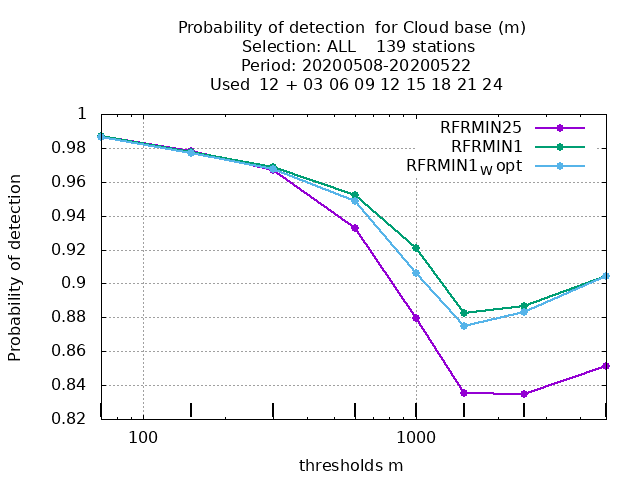 Probability of detection  for Cloud base (m)
Selection: ALL    139 stations
Period: 20200508-20200522
Used  12 + 03 06 09 12 15 18 21 24
1
0.98
0.96
0.94
0.92
0.9
0.88
0.86
0.84
0.82
Probability of detection
RFRMIN25
RFRMIN1
RFRMIN1W opt
100
1000
thresholds m